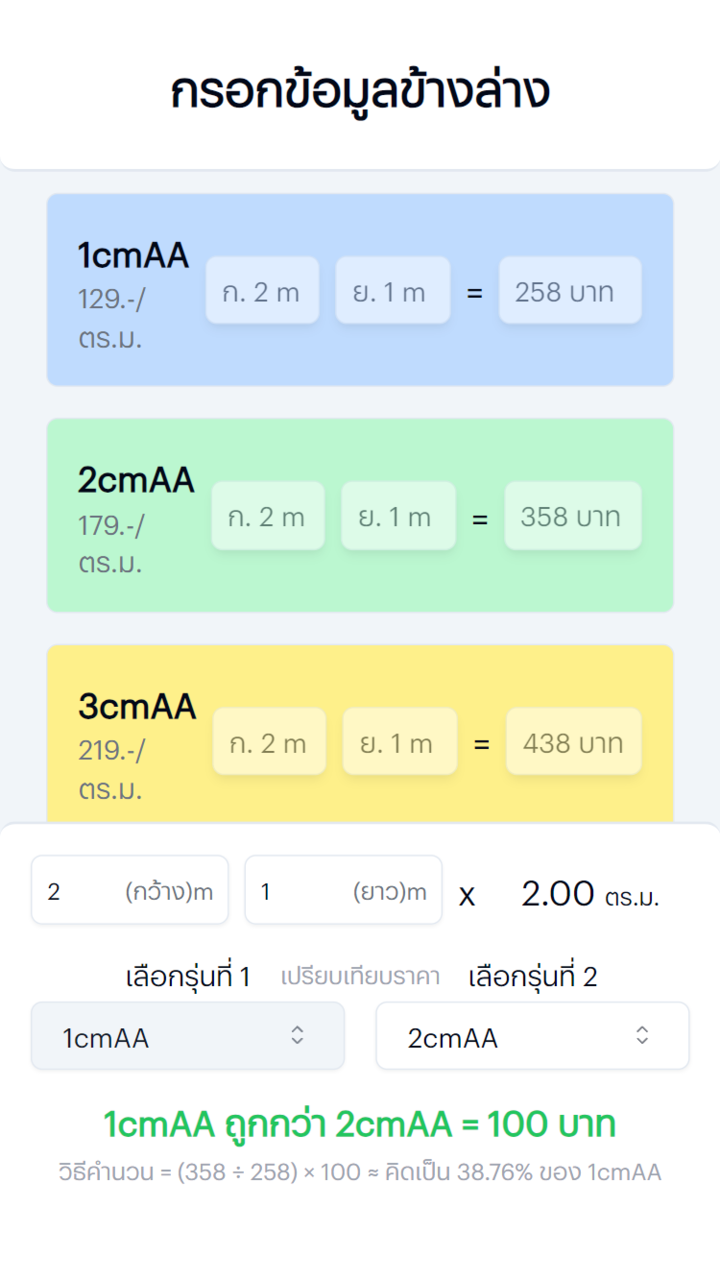 กรอกข้อมูลข้างล่าง
1cmAA
129.-/
ตร.ม.
ก. 2 m ย. 1 m = 258 บาท
2cmAA
179.-/
ตร.ม.
ก. 2 m ย. 1 m = 358 บาท
3cmAA
219.-/
ตร.ม.
ก. 2 m ย. 1 m = 438 บาท
2 (กว้าง)m 1 (ยาว)m x 2.00 ตร.ม.
เลือกรุ่นที่ 1 เปรียบเทียบราคา เลือกรุ่นที่ 2
1cmAA 2cmAA
1cmAA ถูกกว่า 2cmAA = 100 บาท
วิธีคำนวน = (358 ÷ 258) × 100 ≈ คิดเป็น 38.76% ของ 1cmAA